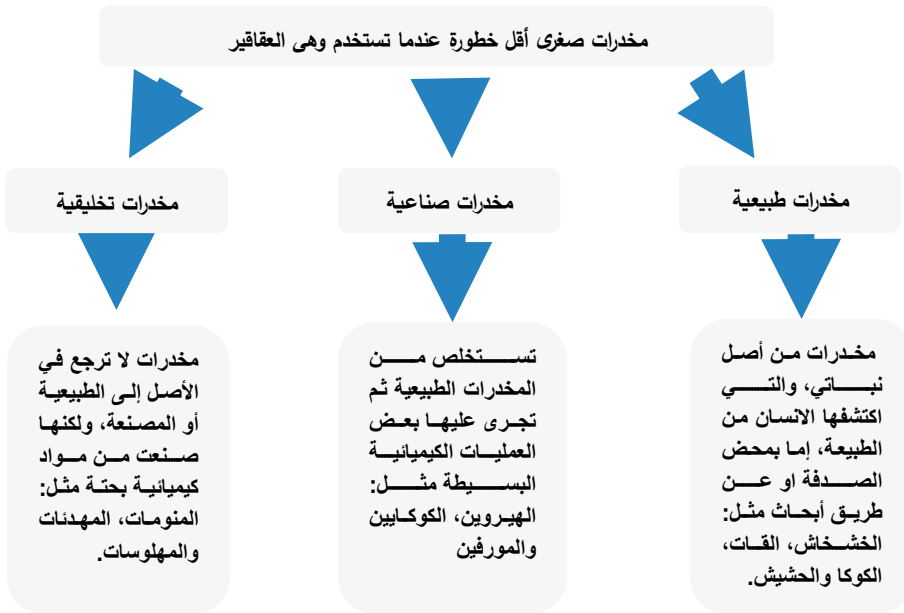 مخدرات صغرى أقل خطورة عندما تستخدم وهى العقاقير
مخدرات طبيعية
مخدرات صناعية
مخدرات تخليقية
مخدرات من أصل
نباتي، والتي
اكتشفها الانسان من
الطبيعة، إما بمحض
الصدفة او عن
طريق أبحاث مثل:
الخشخاش، القات،
الكوكا والحشيش.
تستخلص من
المخدرات الطبيعية ثم
تجرى عليها بعض
العمليات الكيميائية
البسيطة مثل:
الهيروين، الكوكايين
والمورفين
مخدرات لا ترجع في
الأصل إلى الطبيعية
أو المصنعة، ولكنها
صنعت من مواد
كيميائية بحتة مثل:
المنومات، المهدئات
والمهلوسات.